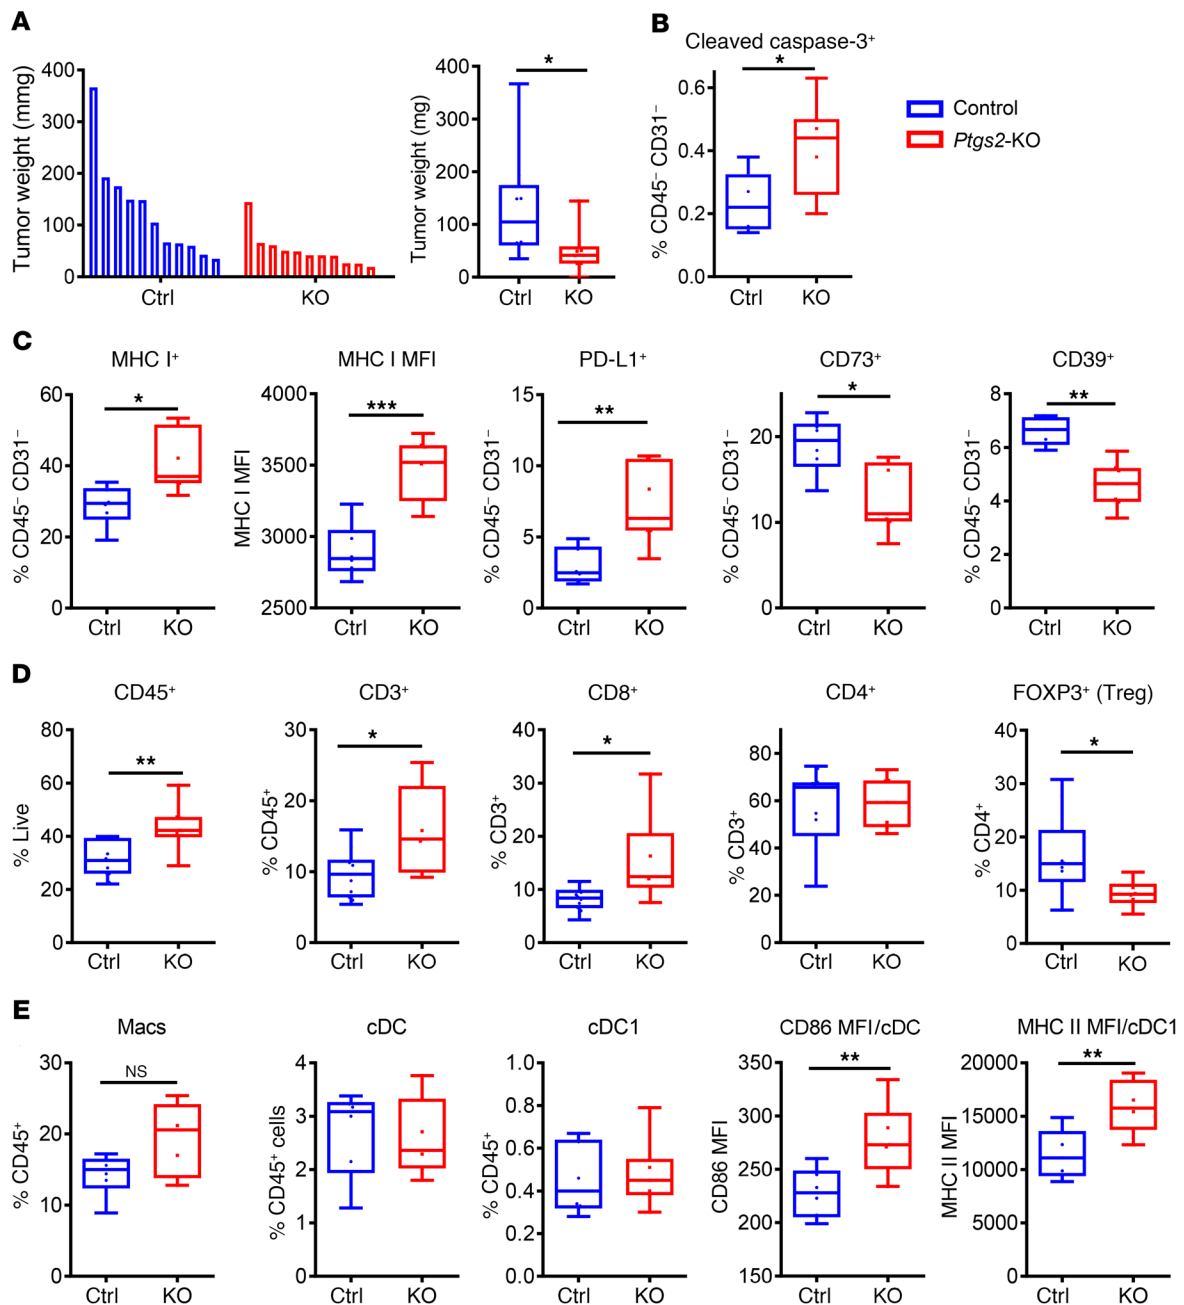 A
Tumor weight (mmg)
400
300
200
100
0
Ctrl
KO
Tumor weight (mg)
400
300
200
100
0
*
Ctrl
KO
B
Cleaved caspase-3⁺
% CD45⁻ CD31⁻
0.6
0.4
0.2
0.0
*
Ctrl
KO
Control
Ptgs2-KO
C
MHC I⁺
% CD45⁻ CD31⁻
60
40
20
0
*
Ctrl
KO
MHC I MFI
MHC I MFI
4000
3500
3000
2500
***
Ctrl
KO
PD-L1⁺
% CD45⁻ CD31⁻
15
10
5
0
**
Ctrl
KO
CD73⁺
% CD45⁻ CD31⁻
20
10
0
*
Ctrl
KO
CD39⁺
% CD45⁻ CD31⁻
8
6
4
2
0
**
Ctrl
KO
D
CD45⁺
% Live
80
60
40
20
0
**
Ctrl
KO
CD3⁺
% CD45⁺
30
20
10
0
*
Ctrl
KO
CD8⁺
% CD3⁺
40
30
20
10
0
*
Ctrl
KO
CD4⁺
% CD3⁺
80
60
40
20
0
Ctrl
KO
FOXP3⁺ (Treg)
% CD4⁺
40
30
20
10
0
*
Ctrl
KO
E
Macs
% CD45⁺
30
20
10
0
NS
Ctrl
KO
cDC
% CD45⁺ cells
4
3
2
1
0
Ctrl
KO
cDC1
% CD45⁺
1.0
0.8
0.6
0.4
0.2
0.0
Ctrl
KO
CD86 MFI/cDC
CD86 MFI
350
300
250
200
150
**
Ctrl
KO
MHC II MFI/cDC1
MHC II MFI
20000
15000
10000
5000
0
**
Ctrl
KO